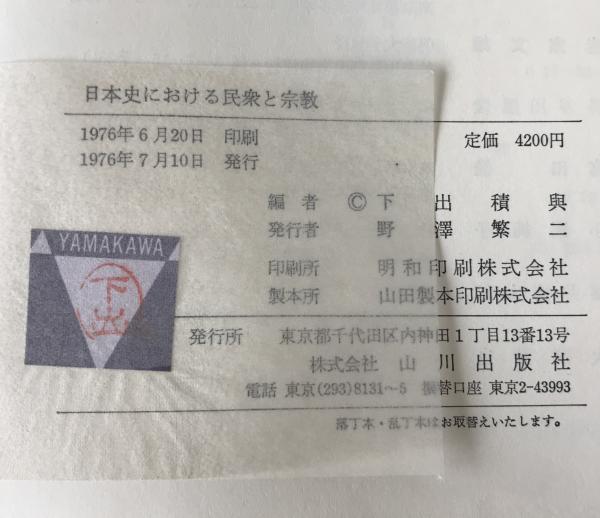 日本史における民衆と宗教
1976年6月20日 印刷
1976年7月10日 発行
定価 4200円
編者 ©下出積與
発行者 野澤繁二
印刷所 明和印刷株式会社
製本所 山田製本印刷株式会社
YAMAKAWA
下出
発行所 東京都千代田区内神田1丁目13番13号
株式会社 山川出版社
電話 東京(293)8131〜5 振替口座 東京2-43993
落丁本・乱丁本はお取替えいたします。